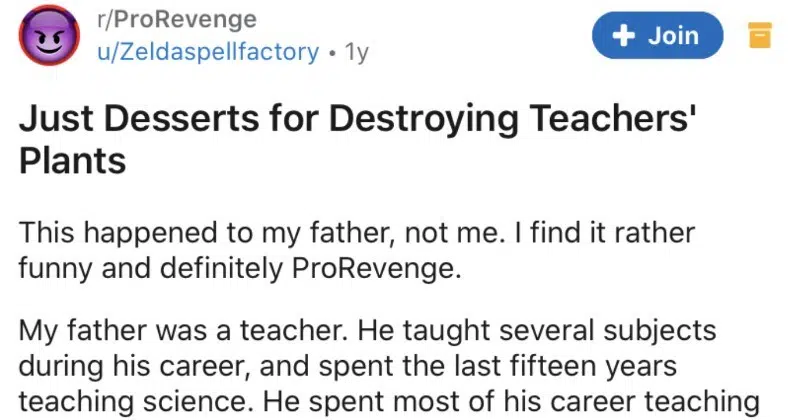 r/ProRevenge
u/Zeldaspellfactory • 1y
+ Join
Just Desserts for Destroying Teachers'
Plants
This happened to my father, not me. I find it rather
funny and definitely ProRevenge.
My father was a teacher. He taught several subjects
during his career, and spent the last fifteen years
teaching science. He spent most of his career teaching